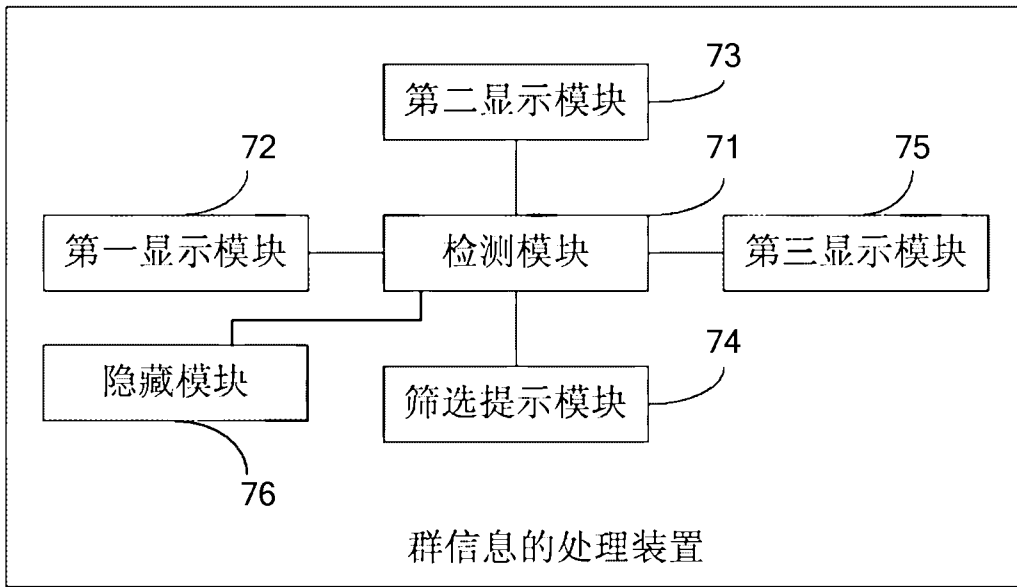 73
第二显示模块
72
71
75
第一显示模块
检测模块
第三显示模块
74
隐藏模块
筛选提示模块
76
群信息的处理装置